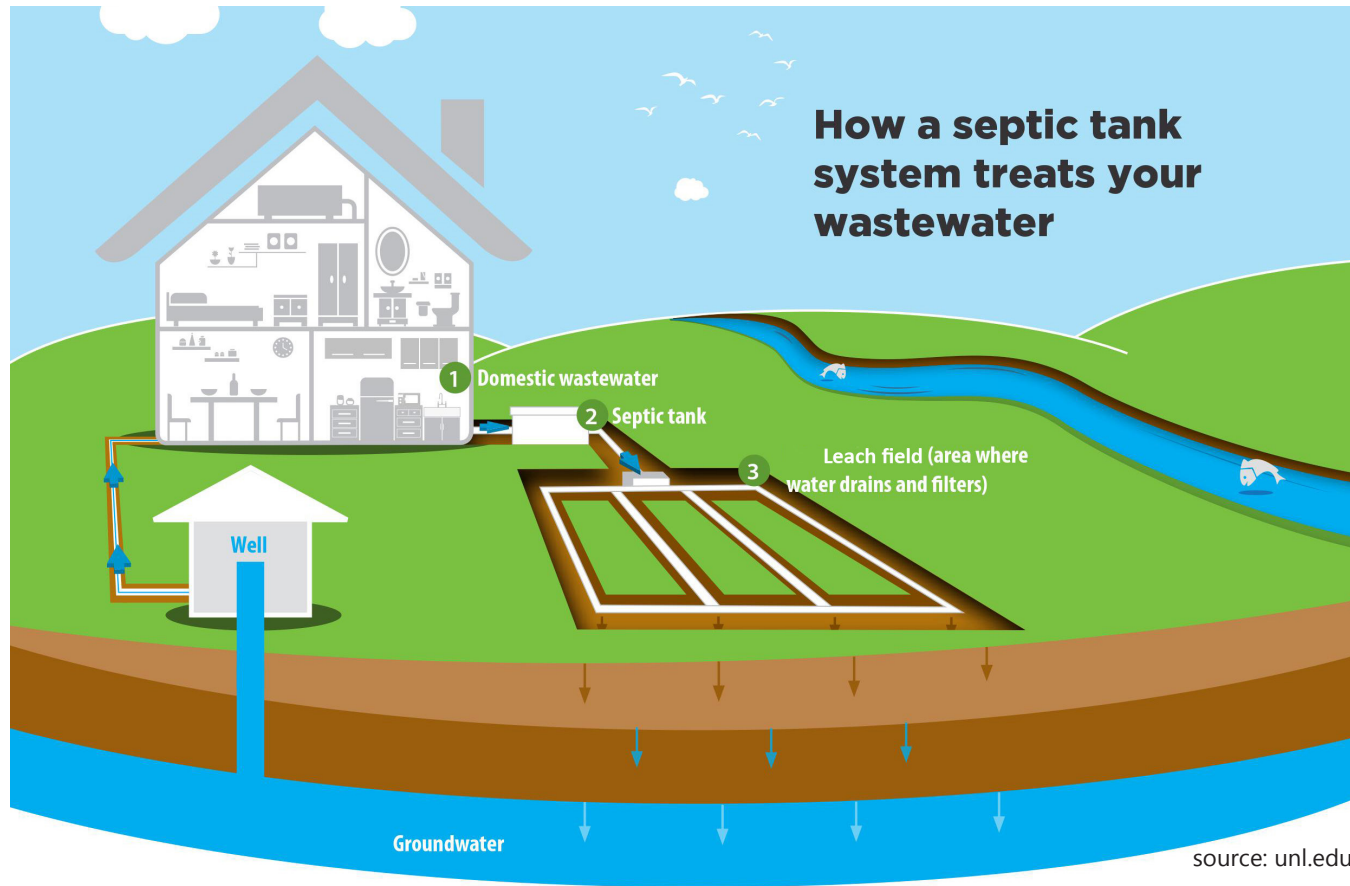 How a septic tank
system treats your
wastewater
1 Domestic wastewater
2 Septic tank
3 Leach field (area where
water drains and filters)
Well
Groundwater
source: unl.edu